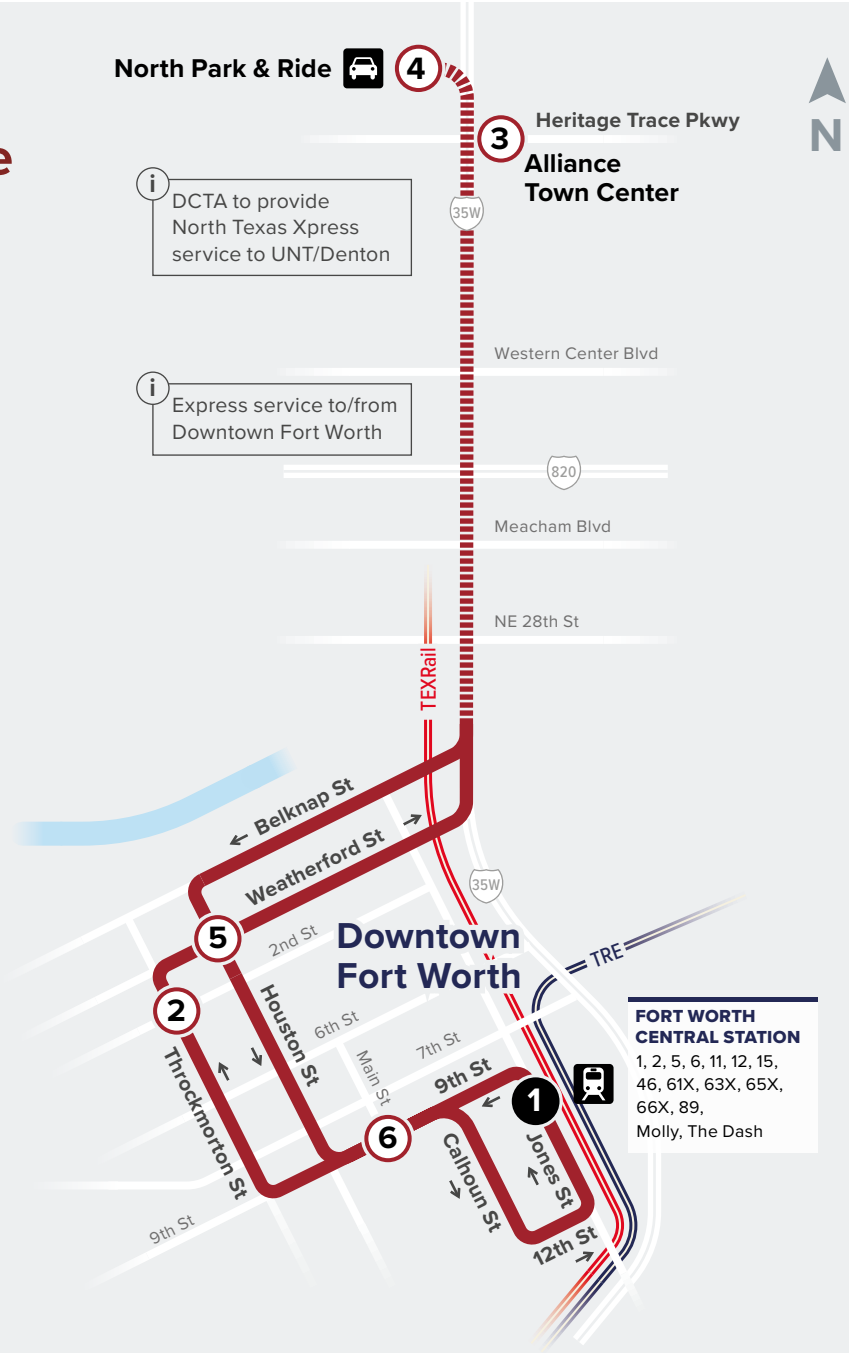 North Park & Ride
4
N
e
Heritage Trace Pkwy
3
Alliance
Town Center
i
DCTA to provide
North Texas Xpress
service to UNT/Denton
35W
Western Center Blvd
i
Express service to/from
Downtown Fort Worth
820
Meacham Blvd
NE 28th St
TEXRail
Belknap St
Weatherford St
35W
5
2nd St
Downtown
Fort Worth
TRE
2
Houston St
6th St
7th St
Main St
9th St
Throckmorton St
1
6
Calhoun St
Jones St
9th St
12th St
FORT WORTH
CENTRAL STATION
1, 2, 5, 6, 11, 12, 15,
46, 61X, 63X, 65X,
66X, 89,
Molly, The Dash